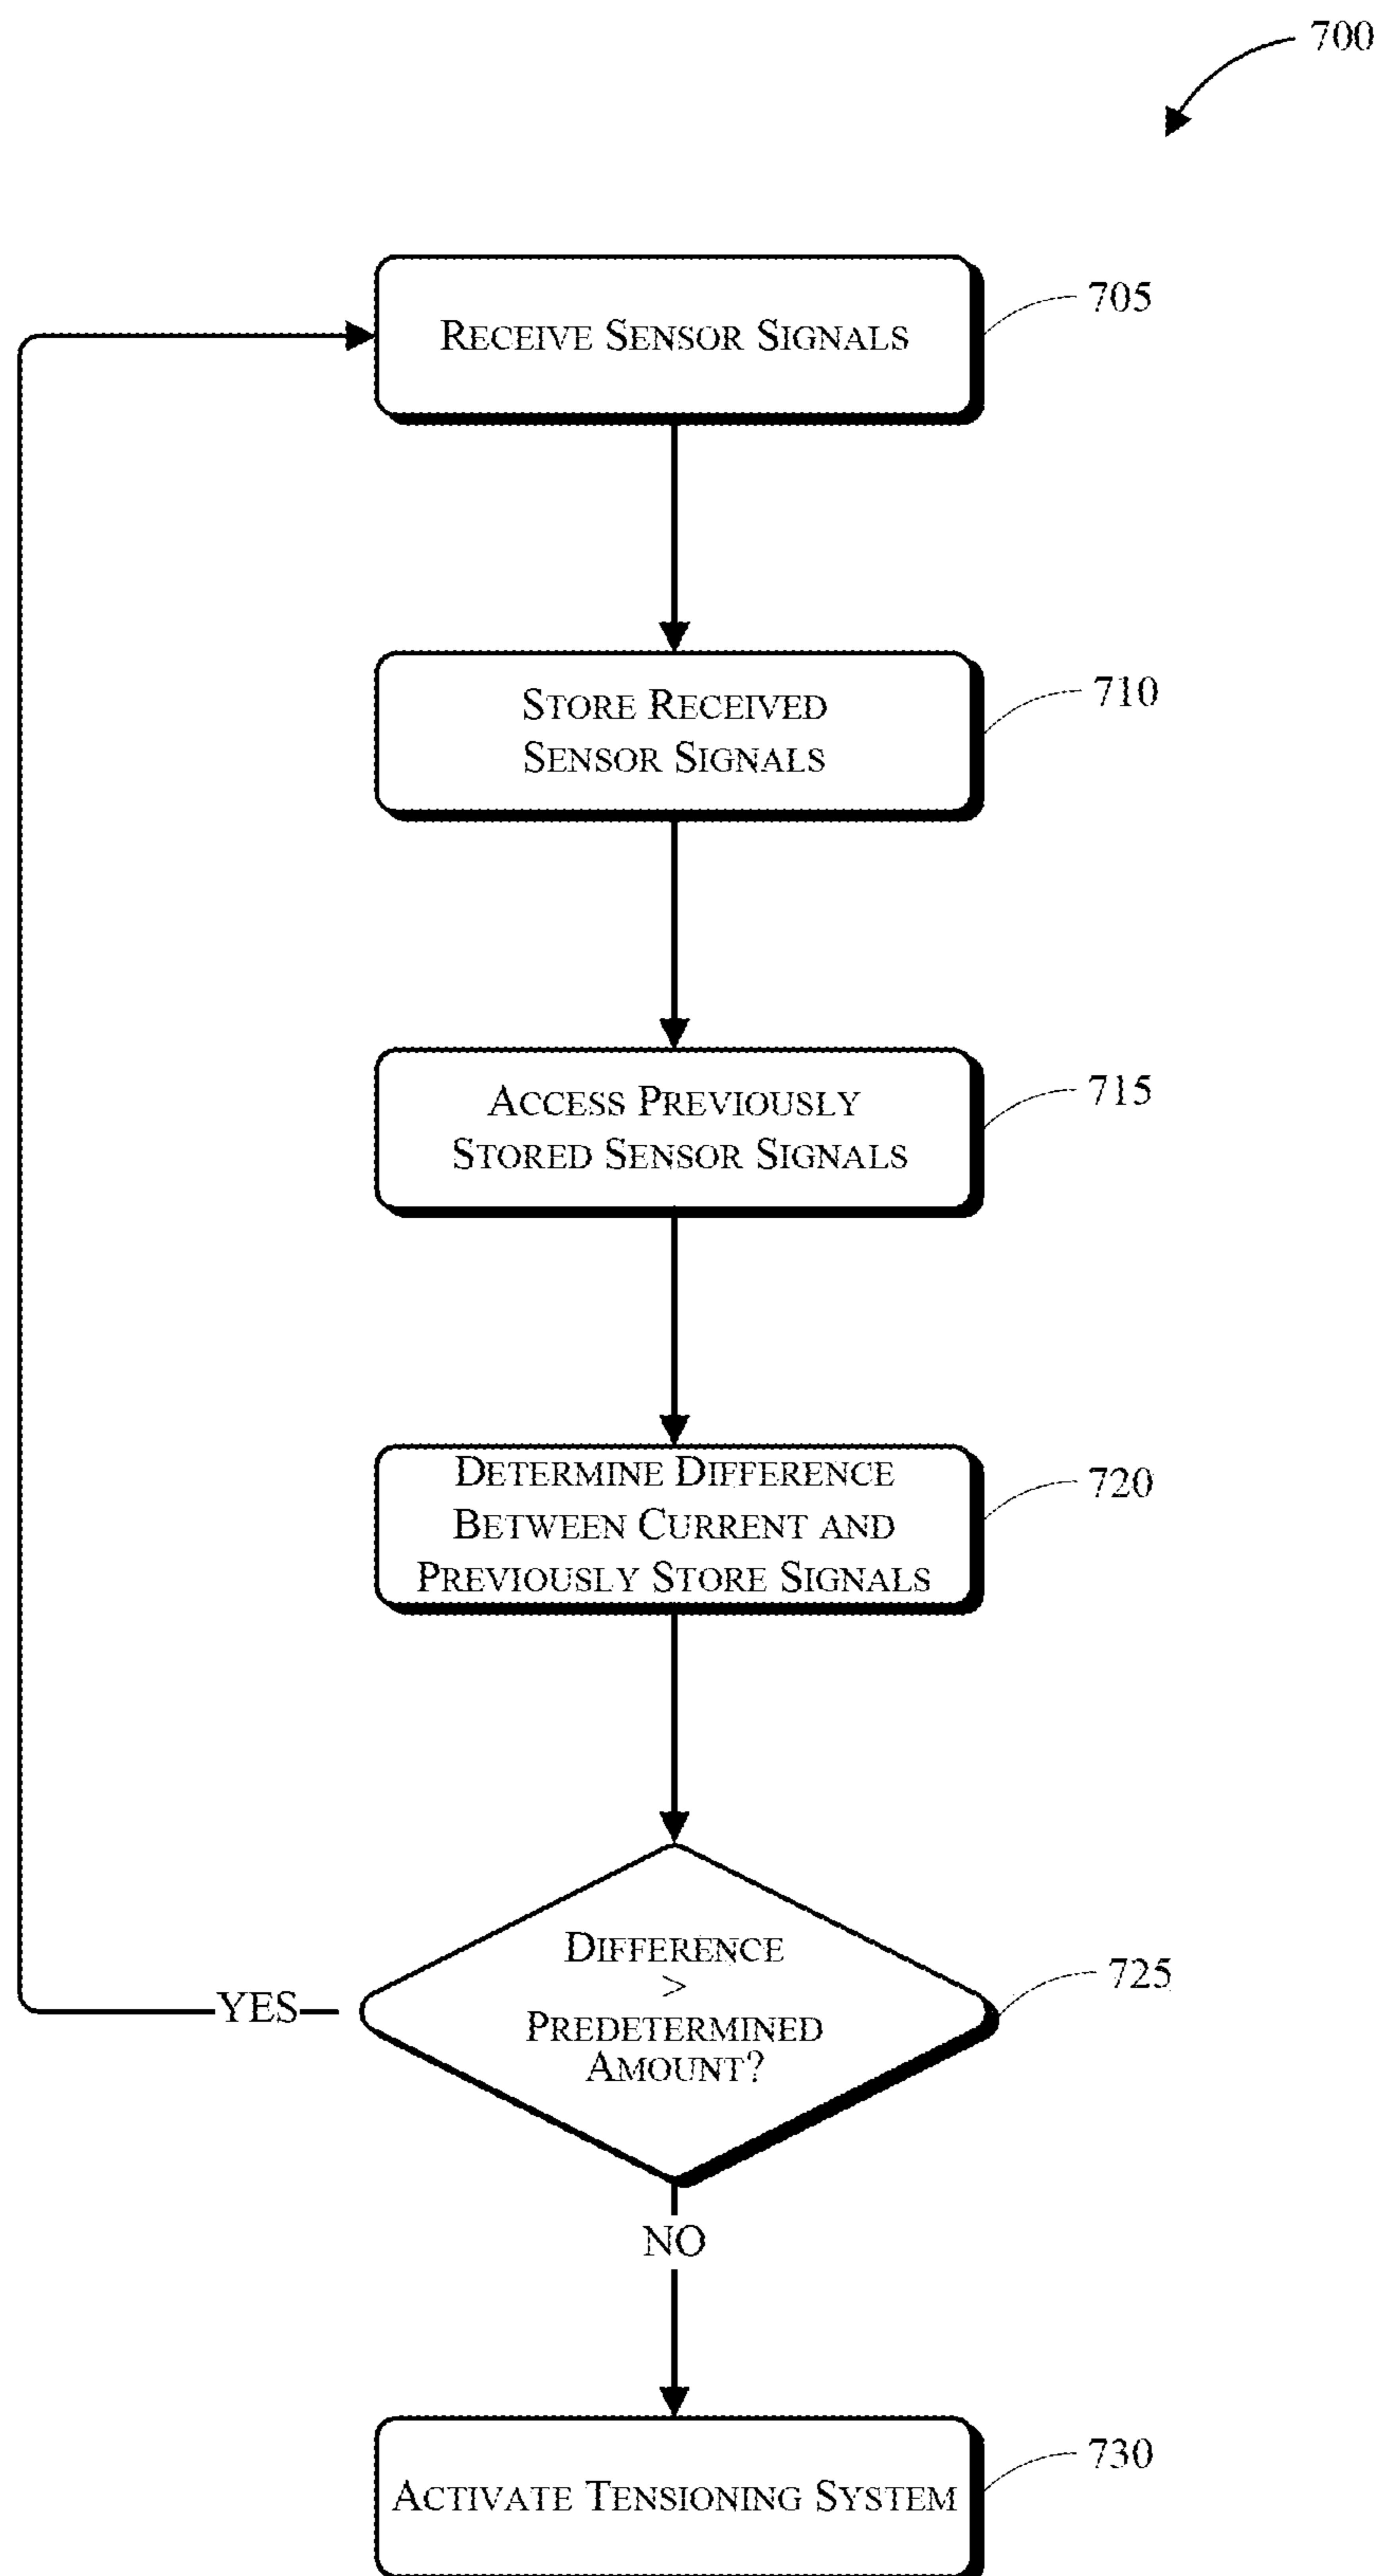 700
RECEIVE SENSOR SIGNALS
705
STORE RECEIVED
SENSOR SIGNALS
710
ACCESS PREVIOUSLY
STORED SENSOR SIGNALS
715
DETERMINE DIFFERENCE
BETWEEN CURRENT AND
PREVIOUSLY STORE SIGNALS
720
DIFFERENCE
>
PREDETERMINED
AMOUNT?
725
YES
NO
ACTIVATE TENSIONING SYSTEM
730